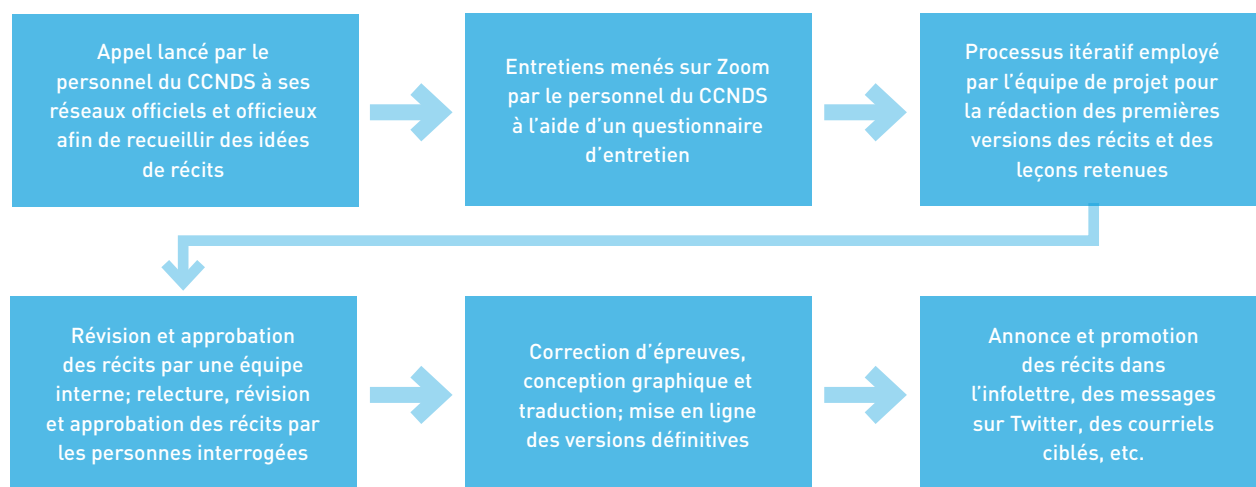 Appel lancé par le
personnel du CCNDS à ses
réseaux officiels et officieux
afin de recueillir des idées
de récits
Entretiens menés sur Zoom
par le personnel du CCNDS
à l’aide d’un questionnaire
d’entretien
Processus itératif employé
par l’équipe de projet pour
la rédaction des premières
versions des récits et des
leçons retenues
Révision et approbation
des récits par une équipe
interne; relecture, révision
et approbation des récits par
les personnes interrogées
Correction d’épreuves,
conception graphique et
traduction; mise en ligne
des versions définitives
Annonce et promotion
des récits dans
l’infolettre, des messages
sur Twitter, des courriels
ciblés, etc.